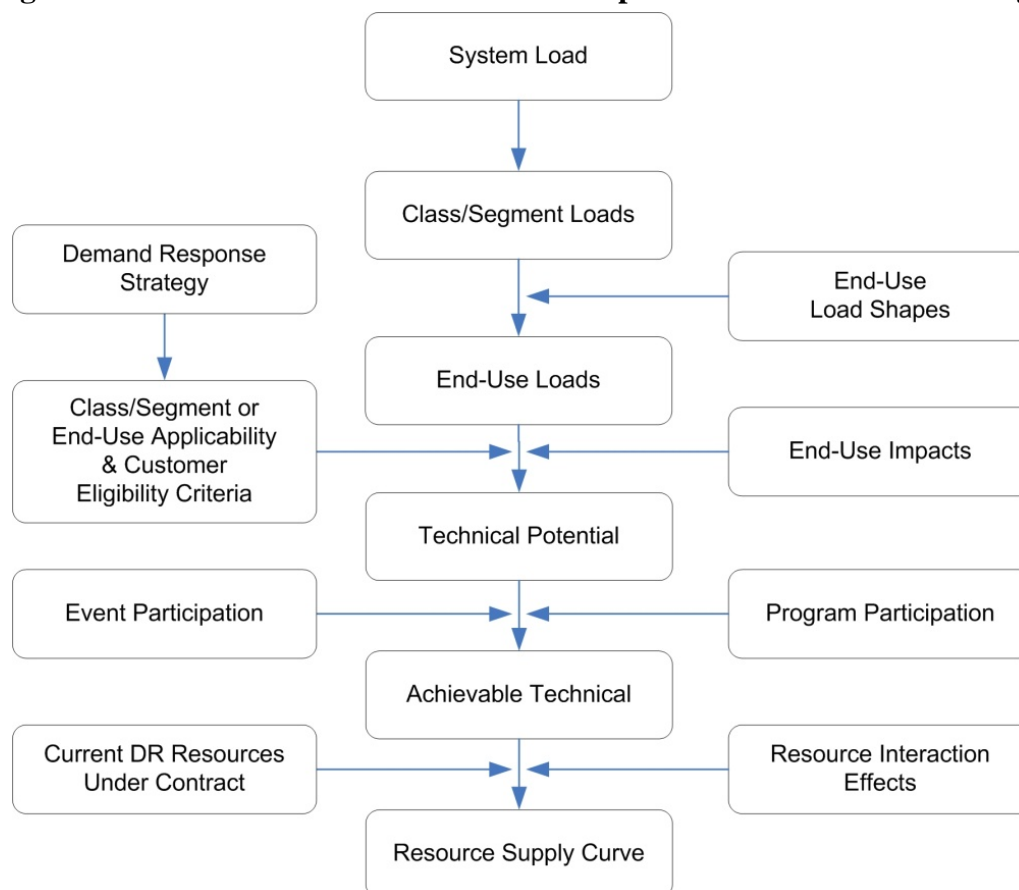 System Load
Class/Segment Loads
Demand Response
Strategy
End-Use
Load Shapes
End-Use Loads
Class/Segment or
End-Use Applicability
& Customer
Eligibility Criteria
End-Use Impacts
Technical Potential
Event Participation
Program Participation
Achievable Technical
Current DR Resources
Under Contract
Resource Interaction
Effects
Resource Supply Curve